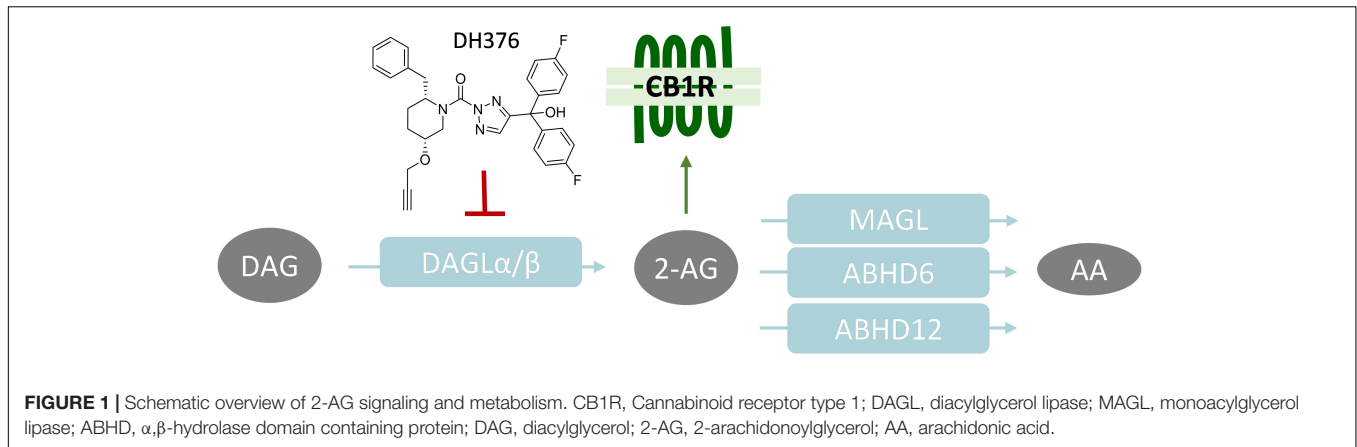 DH376
F
O
N
N
N
N
OH
O
F
CB1R
DAG
DAGLα/β
2-AG
MAGL
ABHD6
ABHD12
AA
FIGURE 1 | Schematic overview of 2-AG signaling and metabolism. CB1R, Cannabinoid receptor type 1; DAGL, diacylglycerol lipase; MAGL, monoacylglycerol
lipase; ABHD, α,β-hydrolase domain containing protein; DAG, diacylglycerol; 2-AG, 2-arachidonoylglycerol; AA, arachidonic acid.